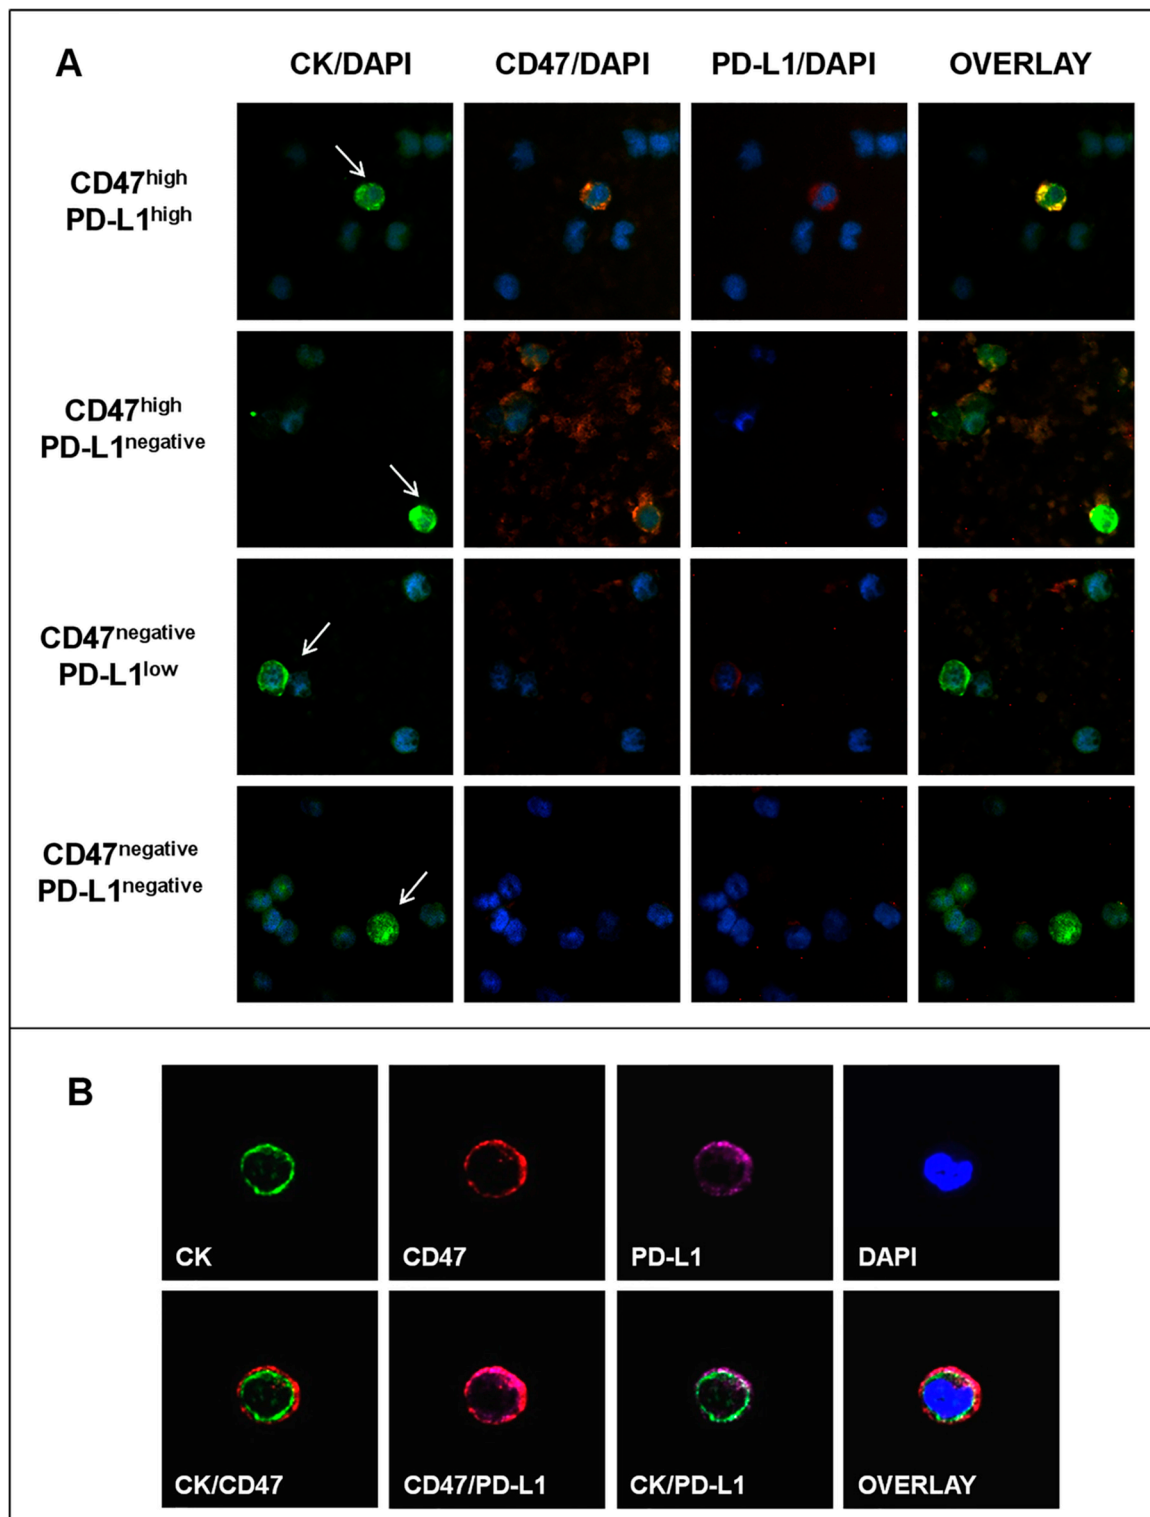 A
CK/DAPI CD47/DAPI PD-L1/DAPI OVERLAY
CD47high
PD-L1high
CD47high
PD-L1negative
CD47negative
PD-L1low
CD47negative
PD-L1negative
B
CK CD47 PD-L1 DAPI
CK/CD47 CD47/PD-L1 CK/PD-L1 OVERLAY